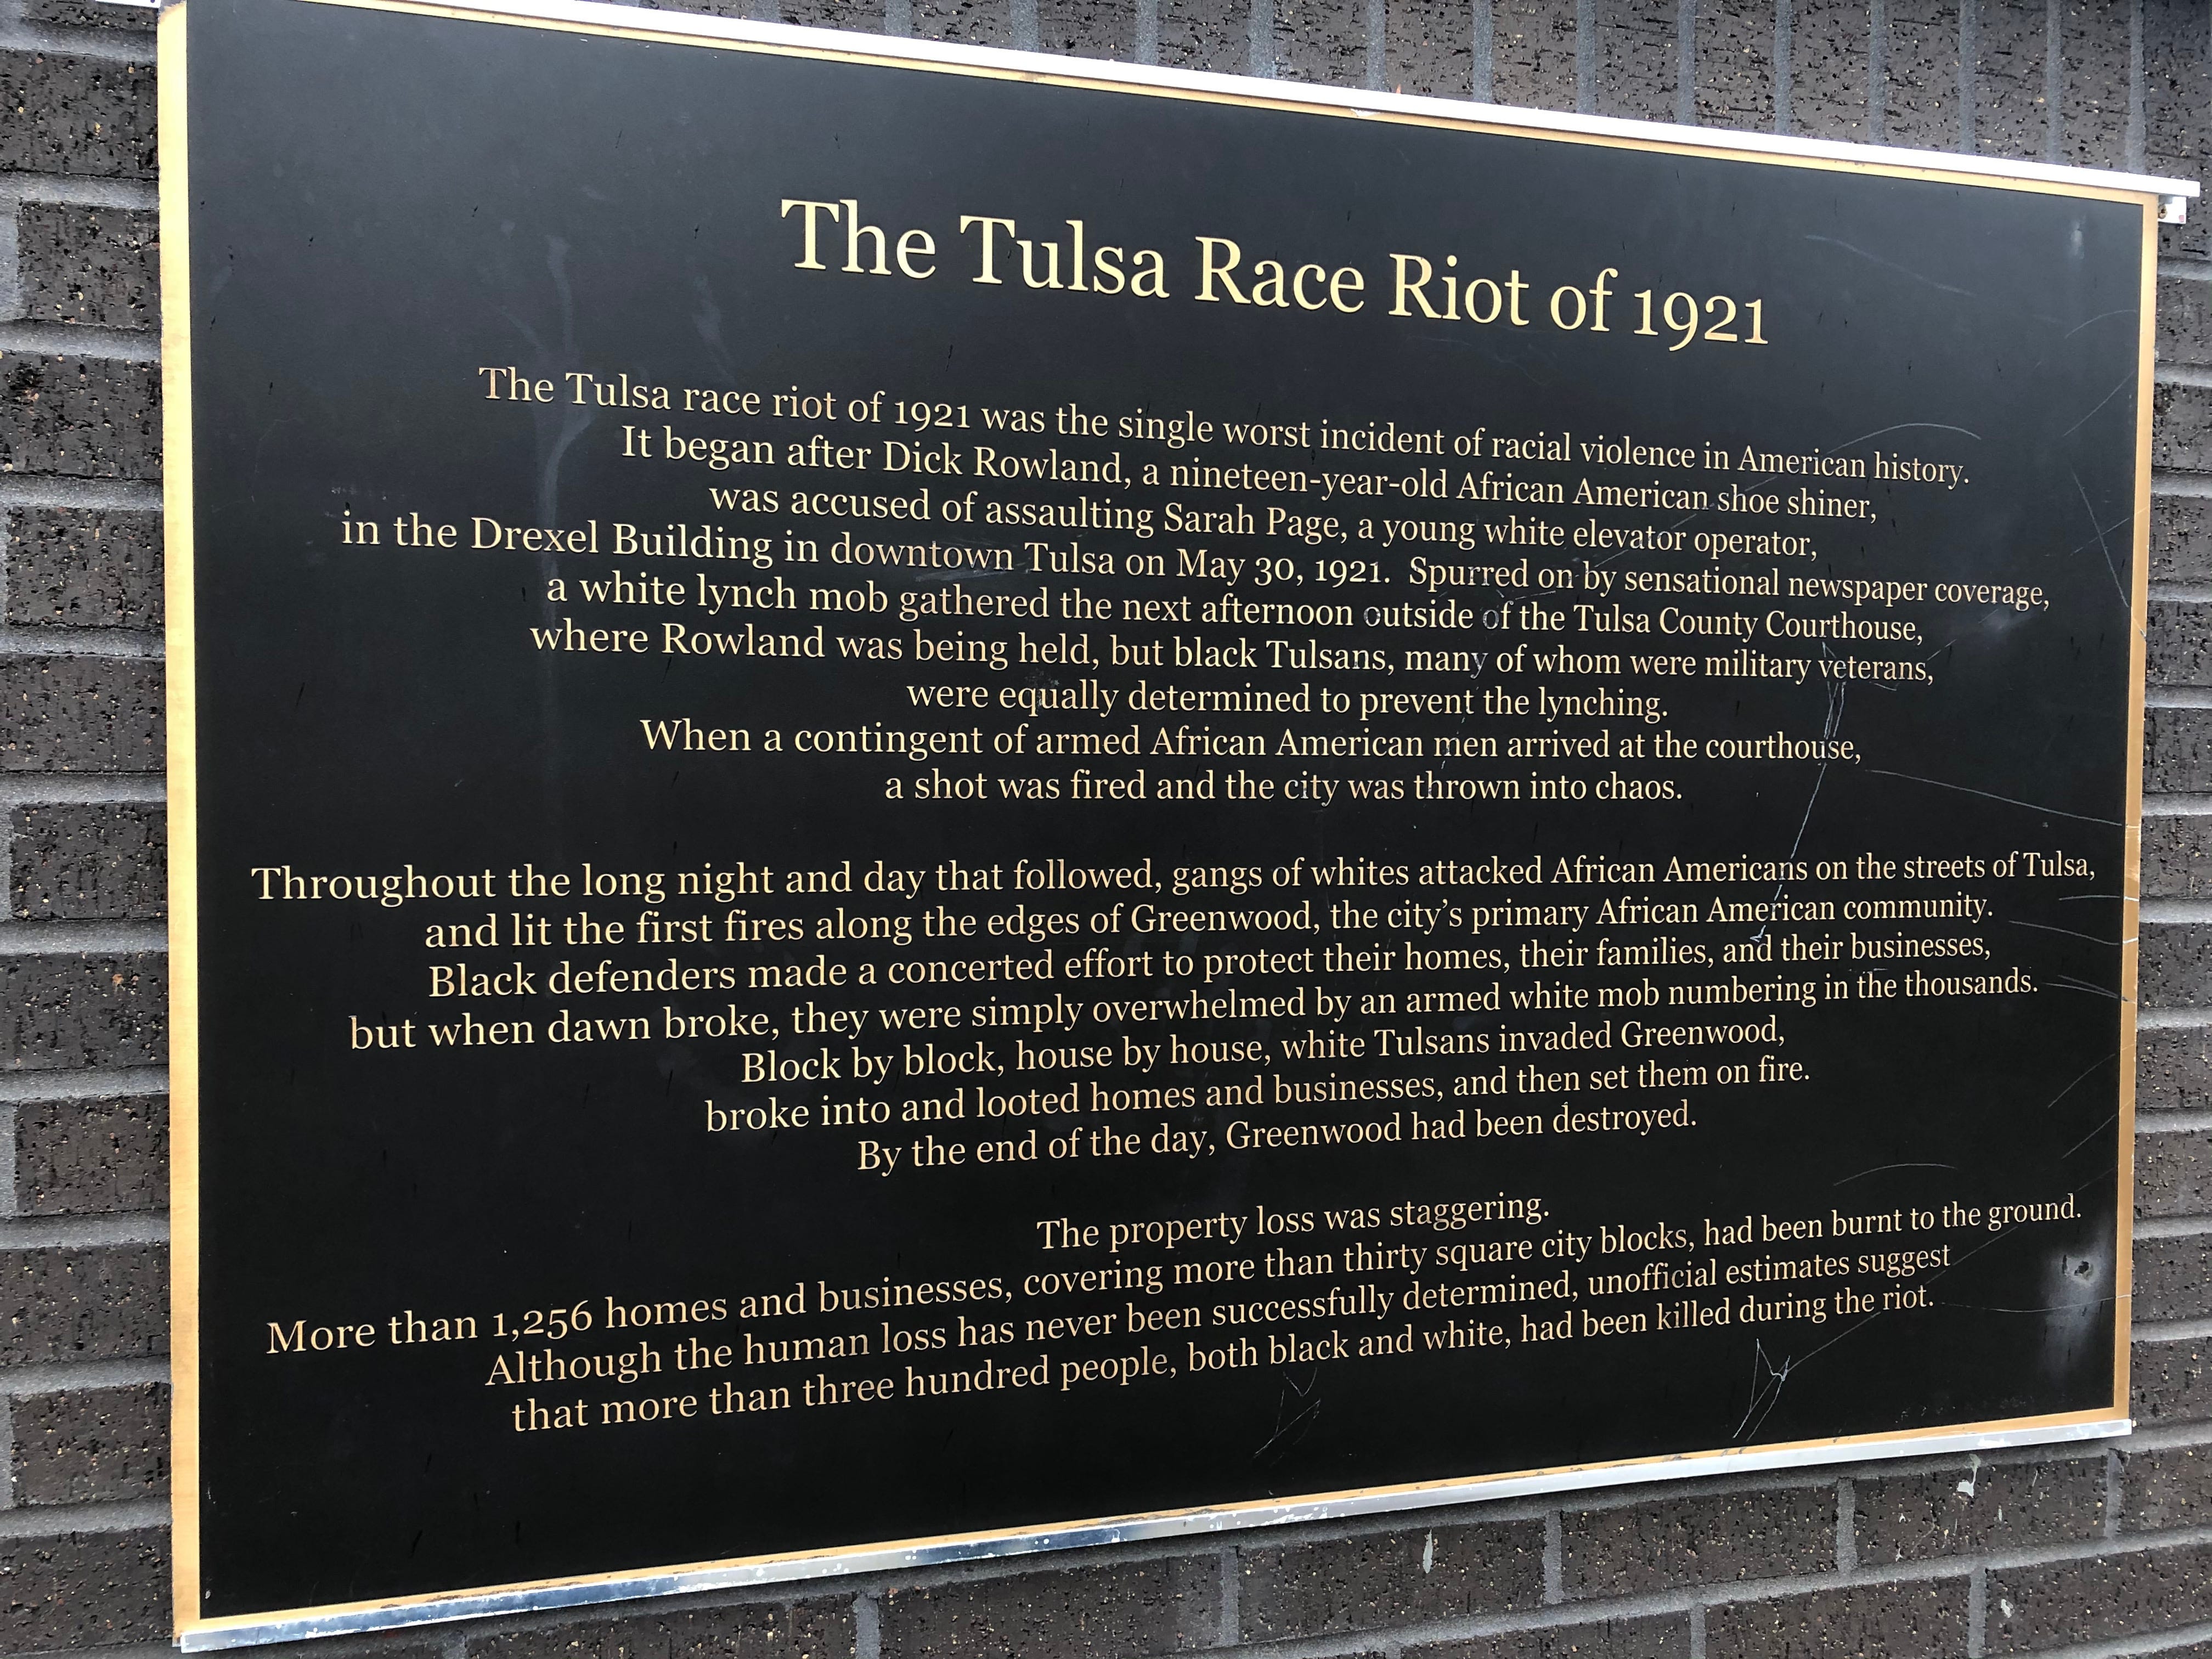 The Tulsa Race Riot of 1921
The Tulsa race riot of 1921 was the single worst incident of racial violence in American history.
It began after Dick Rowland, a nineteen-year-old African American shoe shiner,
was accused of assaulting Sarah Page, a young white elevator operator,
in the Drexel Building in downtown Tulsa on May 30, 1921. Spurred on by sensational newspaper coverage,
a white lynch mob gathered the next afternoon outside of the Tulsa County Courthouse,
where Rowland was being held, but black Tulsans, many of whom were military veterans,
were equally determined to prevent the lynching.
When a contingent of armed African American men arrived at the courthouse,
a shot was fired and the city was thrown into chaos.
Throughout the long night and day that followed, gangs of whites attacked African Americans on the streets of Tulsa,
and lit the first fires along the edges of Greenwood, the city's primary African American community.
Black defenders made a concerted effort to protect their homes, their families, and their businesses,
but when dawn broke, they were simply overwhelmed by an armed white mob numbering in the thousands.
Block by block, house by house, white Tulsans invaded Greenwood,
broke into and looted homes and businesses, and then set them on fire.
By the end of the day, Greenwood had been destroyed.
The property loss was staggering.
More than 1,256 homes and businesses, covering more than thirty square city blocks, had been burnt to the ground.
Although the human loss has never been successfully determined, unofficial estimates suggest
that more than three hundred people, both black and white, had been killed during the riot.